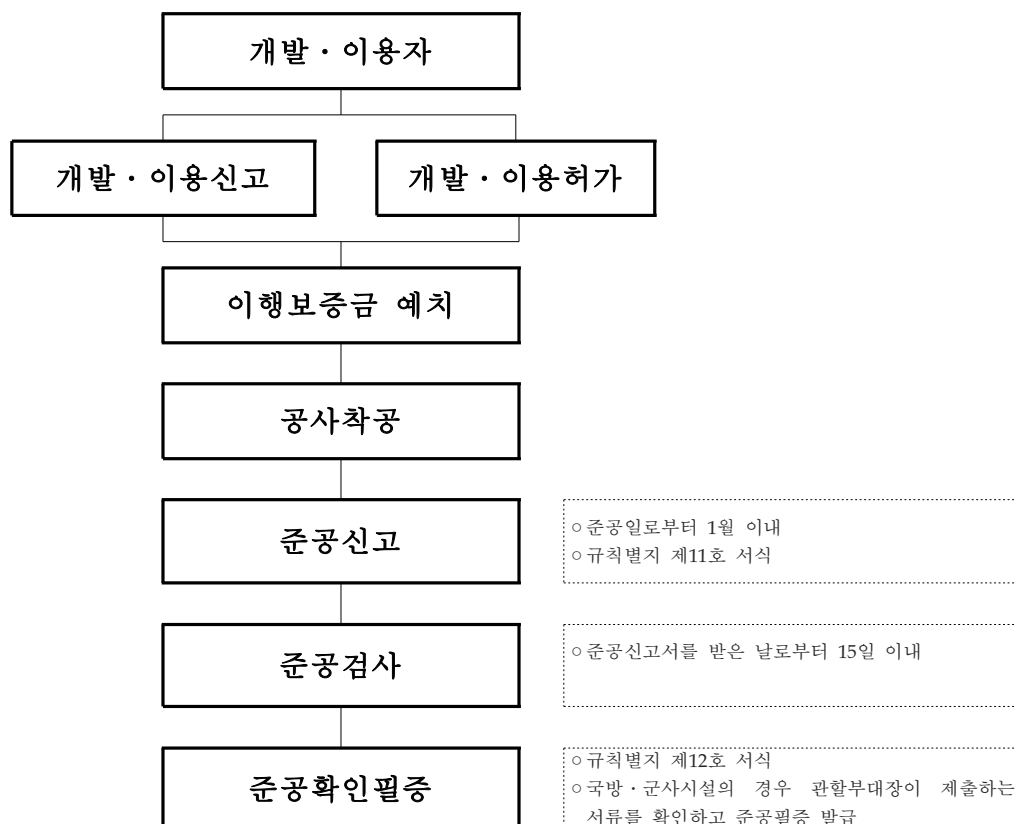 개발·이용자
개발·이용신고
개발·이용허가
이행보증금 예치
공사착공
준공신고
○ 준공일로부터 1월 이내
○ 규칙별지 제11호 서식
준공검사
○ 준공신고서를 받은 날로부터 15일 이내
준공확인필증
○ 규칙별지 제12호 서식
○ 국방·군사시설의 경우 관할부대장이 제출하는
서류를 확인하고 준공필증 발급